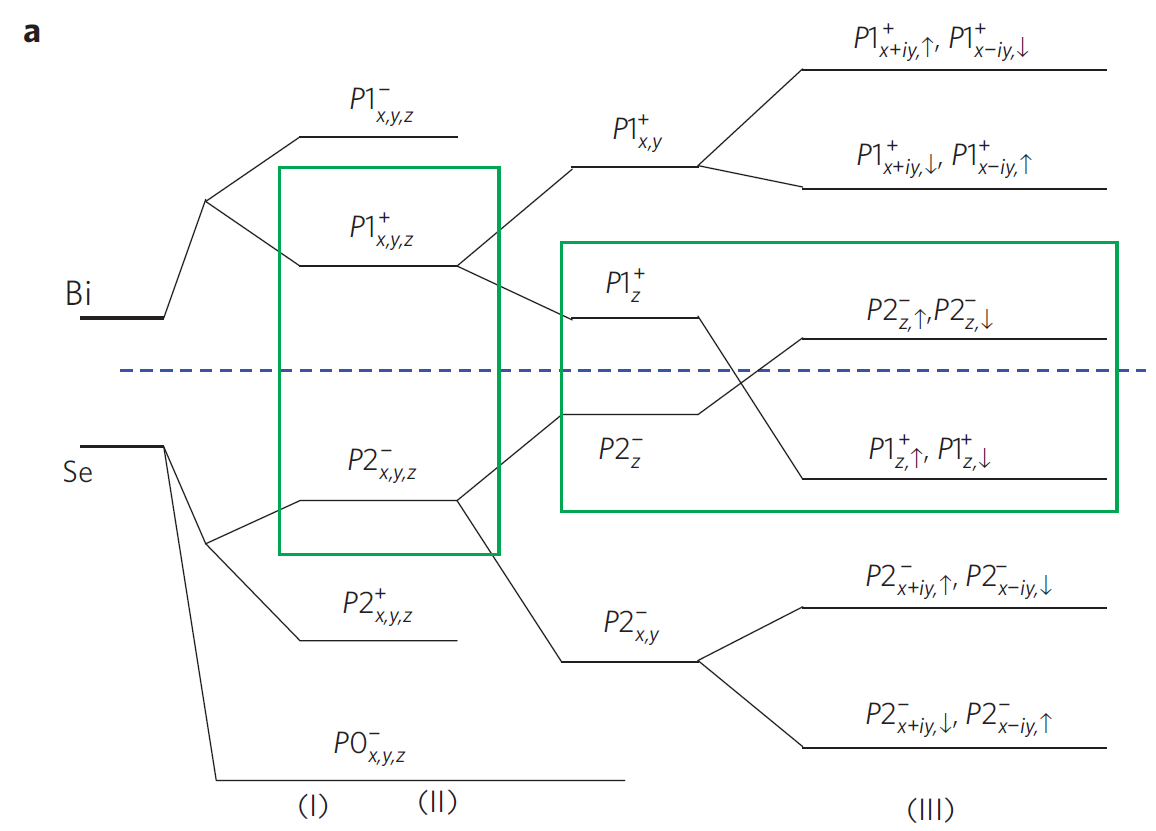 a
P1⁺x+iy,↑, P1⁺x−iy,↓
P1⁻x,y,z
P1⁺x,y
P1⁺x+iy,↓, P1⁺x−iy,↑
P1⁺x,y,z
Bi
P1⁺z
P2⁻z,↑, P2⁻z,↓
Se
P2⁻x,y,z
P2⁻z
P1⁺z,↑, P1⁺z,↓
P2⁺x,y,z
P2⁻x,y
P2⁻x+iy,↑, P2⁻x−iy,↓
P2⁻x+iy,↓, P2⁻x−iy,↑
P0⁻x,y,z
(I) (II) (III)